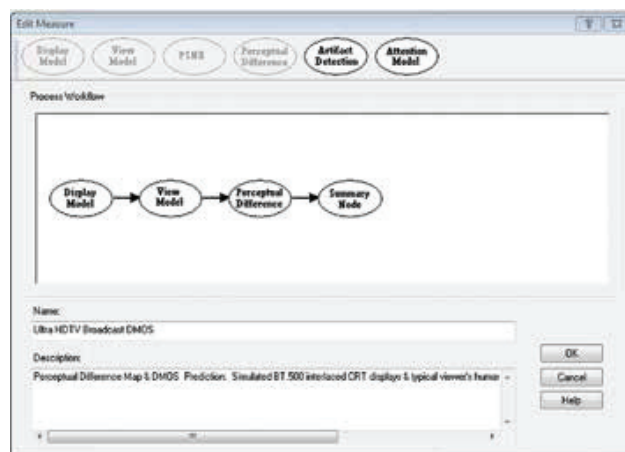 Edit Measure
Display Model
View Model
PSNR
Perceptual Difference
Artifact Detection
Attention Model
Process Workflow
Display Model
View Model
Perceptual Difference
Summary Node
Name:
Ultra HDTV Broadcast DMOS
Description:
Perceptual Difference Map & DMOS Prediction: Simulated BT.500 interlaced CRT displays & typical viewer's human
OK
Cancel
Help